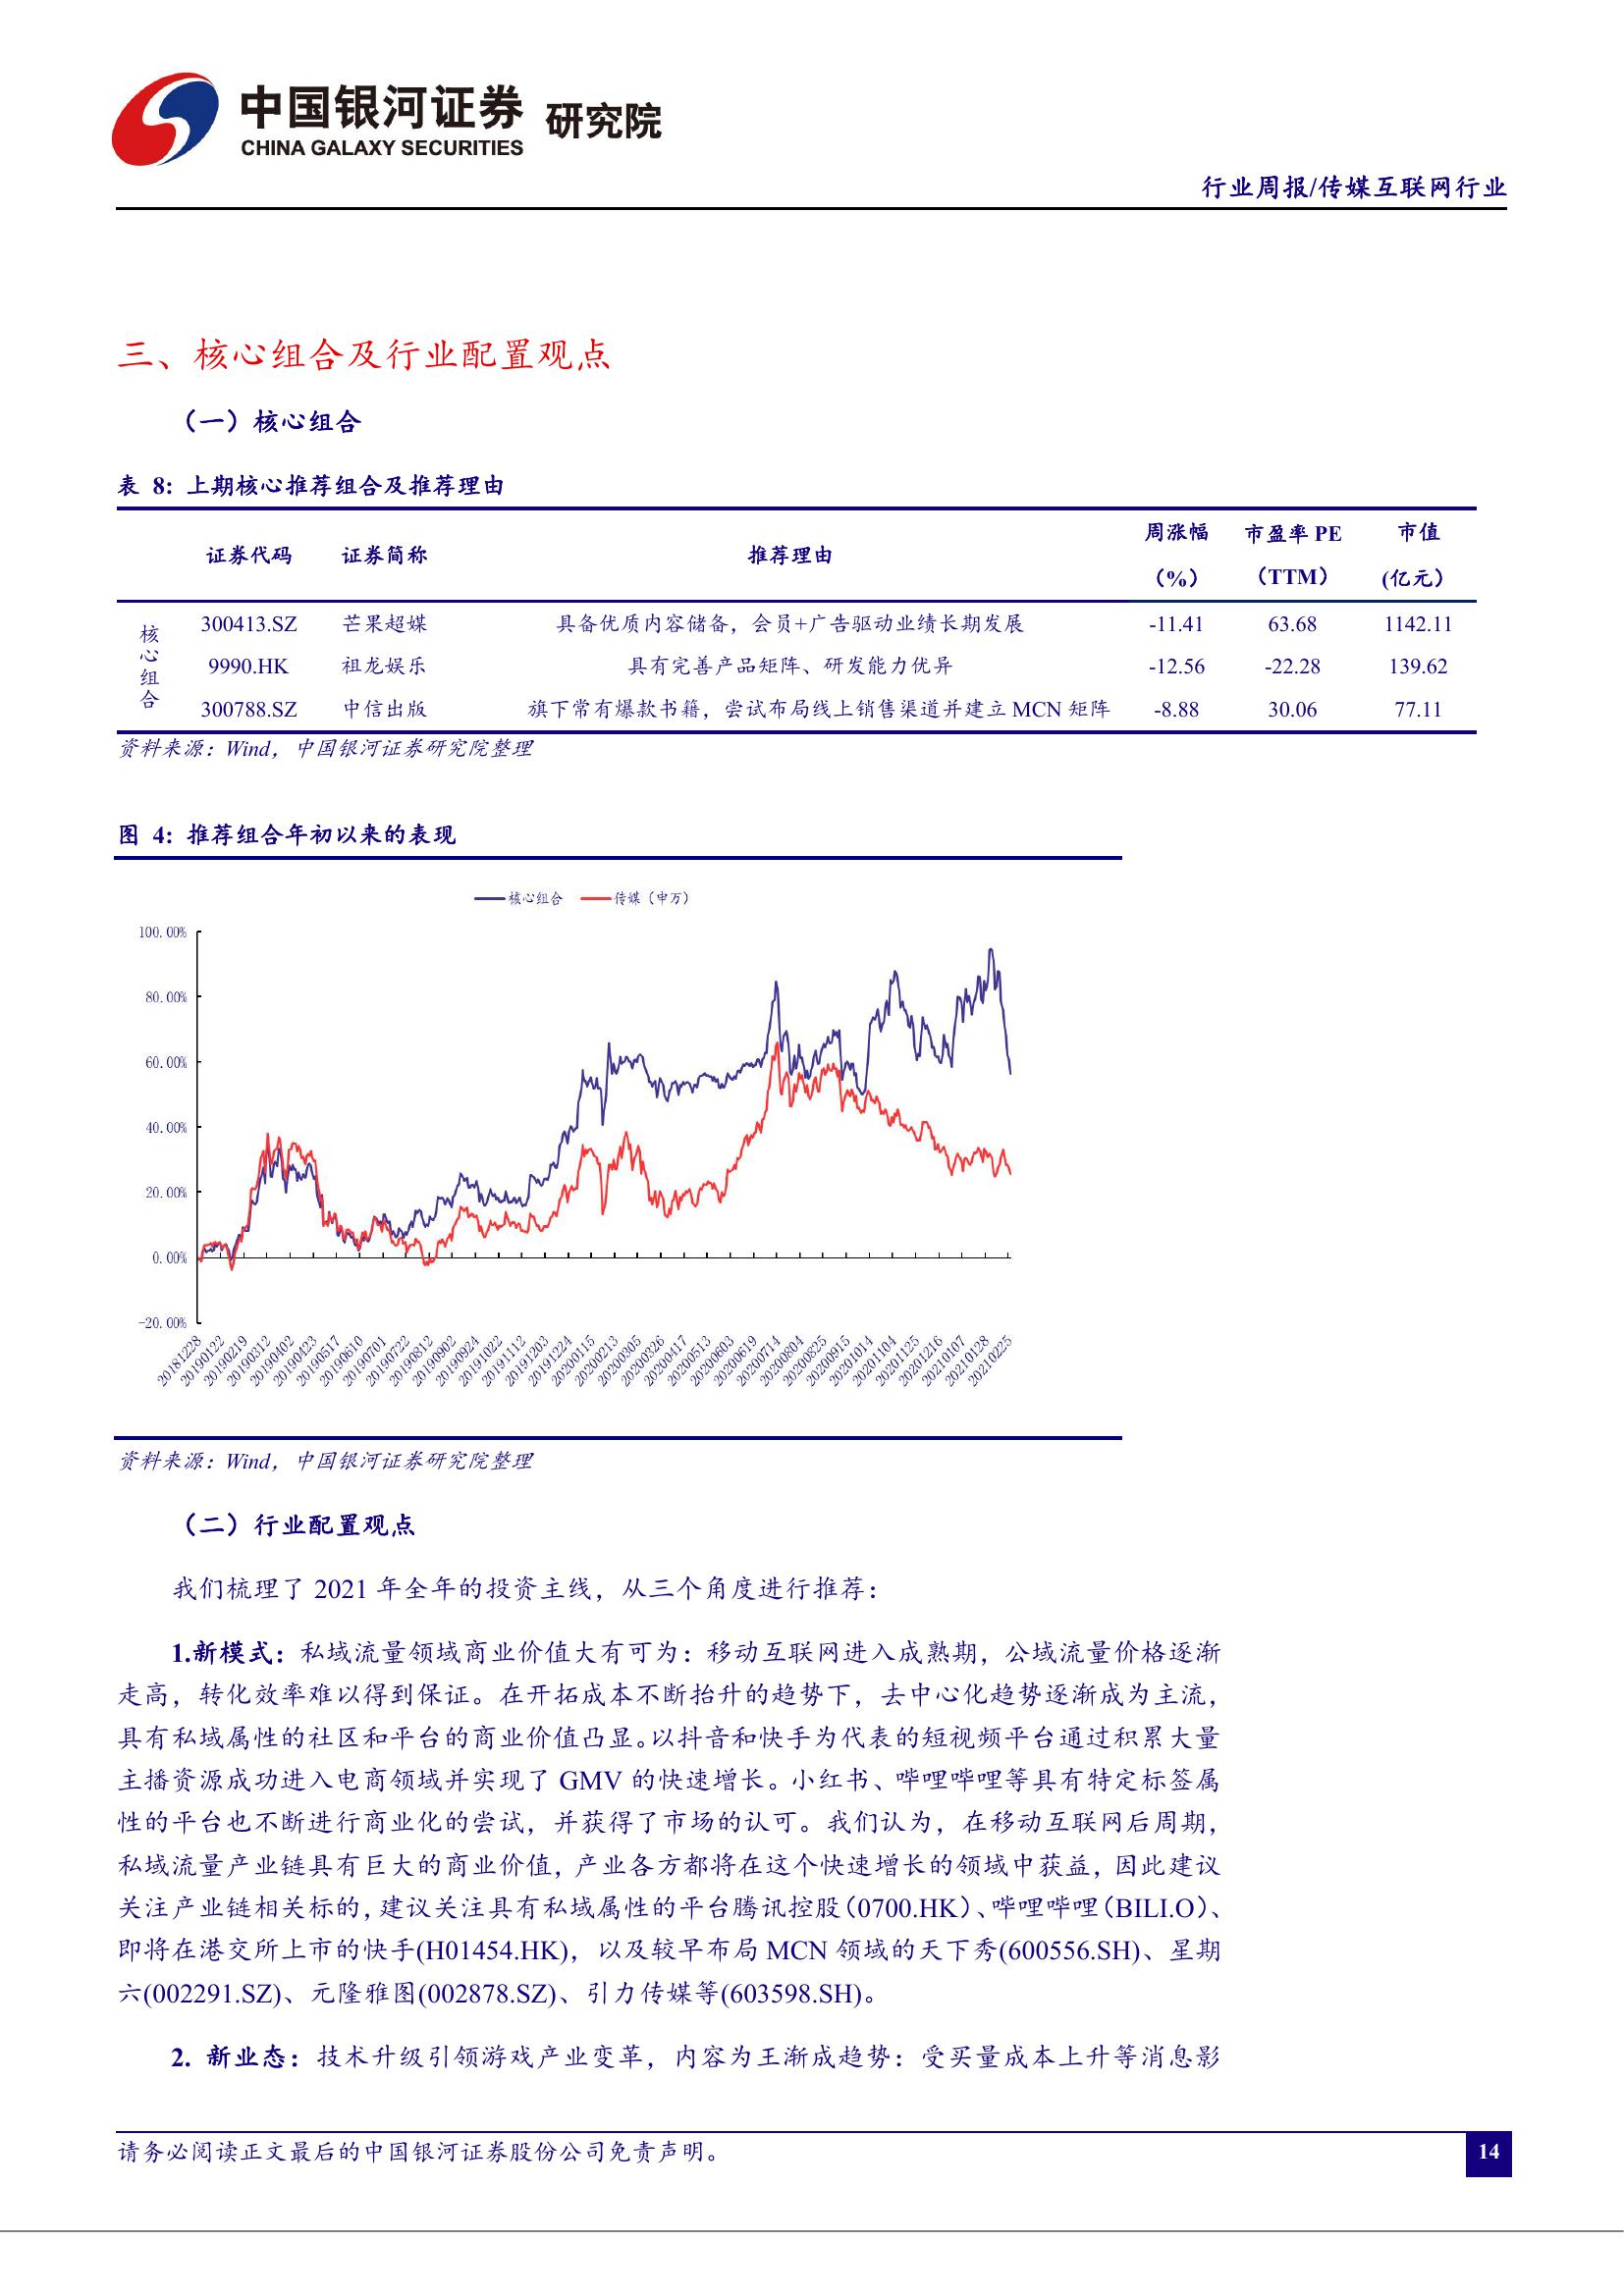 中国银河证券 研究院
CHINA GALAXY SECURITIES
行业周报/传媒互联网行业
三、核心组合及行业配置观点
（一）核心组合
表 8: 上期核心推荐组合及推荐理由
证券代码 证券简称 推荐理由 周涨幅（%） 市盈率 PE（TTM） 市值(亿元）
核心组合
300413.SZ 芒果超媒 具备优质内容储备，会员+广告驱动业绩长期发展 -11.41 63.68 1142.11
9990.HK 祖龙娱乐 具有完善产品矩阵、研发能力优异 -12.56 -22.28 139.62
300788.SZ 中信出版 旗下常有爆款书籍，尝试布局线上销售渠道并建立 MCN 矩阵 -8.88 30.06 77.11
资料来源：Wind，中国银河证券研究院整理
图 4: 推荐组合年初以来的表现
核心组合 传媒（申万）
100.00%
80.00%
60.00%
40.00%
20.00%
0.00%
-20.00%
20181228 20190122 20190219 20190312 20190402 20190423 20190517 20190610 20190701 20190722 20190812 20190902 20190924 20191022 20191112 20191203 20191224 20200115 20200213 20200305 20200326 20200417 20200513 20200603 20200619 20200714 20200804 20200825 20200915 20201014 20201104 20201125 20201216 20210107 20210128 20210225
资料来源：Wind，中国银河证券研究院整理
（二）行业配置观点
我们梳理了 2021 年全年的投资主线，从三个角度进行推荐：
1.新模式：私域流量领域商业价值大有可为：移动互联网进入成熟期，公域流量价格逐渐
走高，转化效率难以得到保证。在开拓成本不断抬升的趋势下，去中心化趋势逐渐成为主流，
具有私域属性的社区和平台的商业价值凸显。以抖音和快手为代表的短视频平台通过积累大量
主播资源成功进入电商领域并实现了 GMV 的快速增长。小红书、哔哩哔哩等具有特定标签属
性的平台也不断进行商业化的尝试，并获得了市场的认可。我们认为，在移动互联网后周期，
私域流量产业链具有巨大的商业价值，产业各方都将在这个快速增长的领域中获益，因此建议
关注产业链相关标的，建议关注具有私域属性的平台腾讯控股（0700.HK）、哔哩哔哩（BILI.O）、
即将在港交所上市的快手(H01454.HK)，以及较早布局 MCN 领域的天下秀(600556.SH)、星期
六(002291.SZ)、元隆雅图(002878.SZ)、引力传媒等(603598.SH)。
2. 新业态：技术升级引领游戏产业变革，内容为王渐成趋势：受买量成本上升等消息影
请务必阅读正文最后的中国银河证券股份公司免责声明。
14